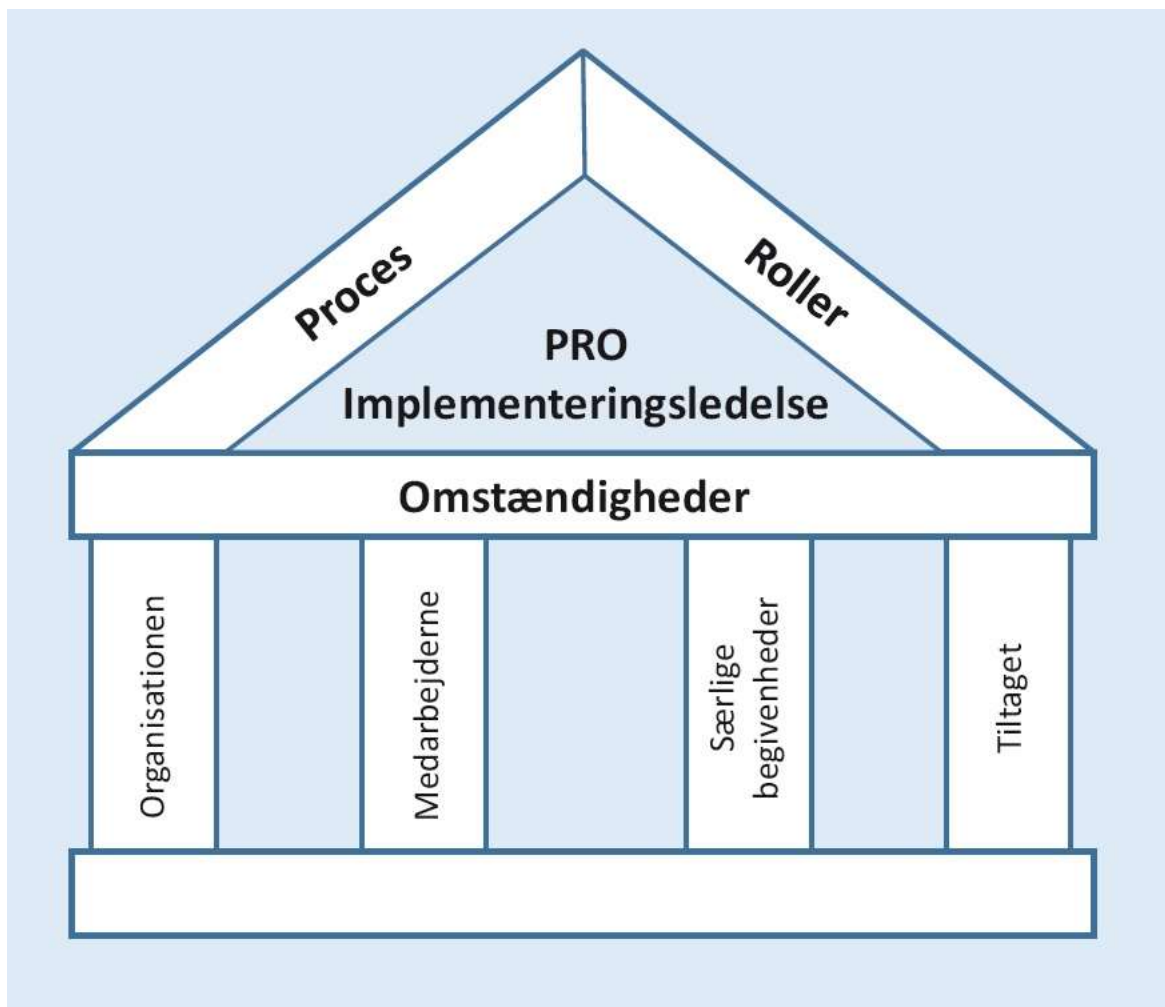 Proces
Roller
PRO
Implementeringsledelse
Omstændigheder
Organisationen
Medarbejderne
Særlige
begivenheder
Tiltaget